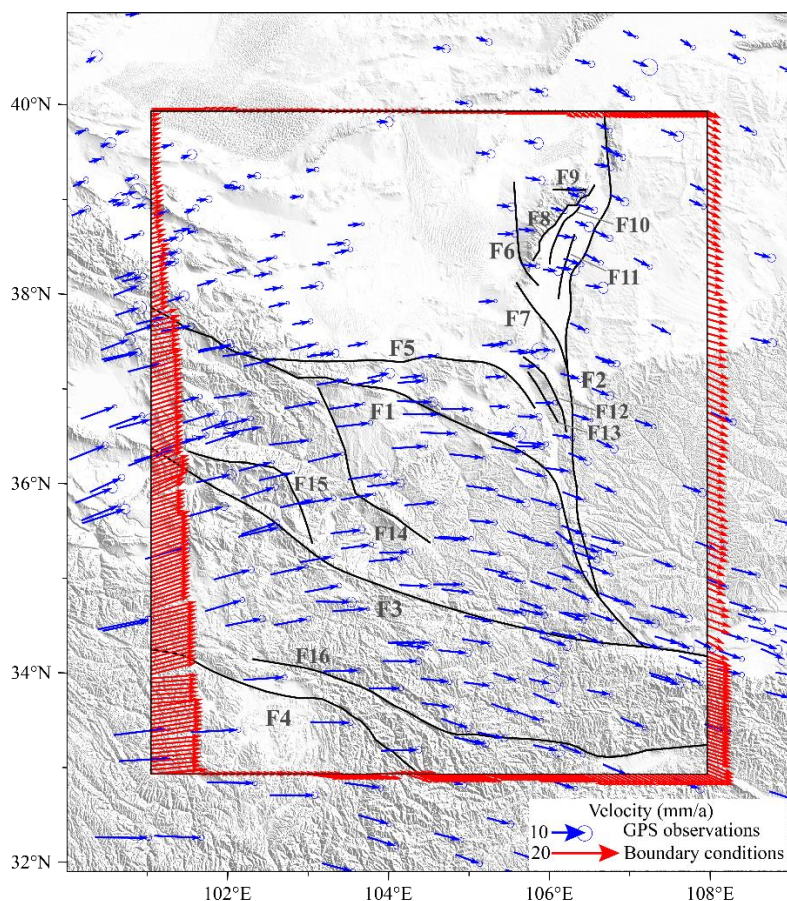 40°N
F9
F8
F10
F6
F11
38°N
F7
F5
F2
F1
F12
F13
36°N
F15
F14
F3
34°N
F16
F4
Velocity (mm/a)
10 GPS observations
20 Boundary conditions
32°N
102°E 104°E 106°E 108°E